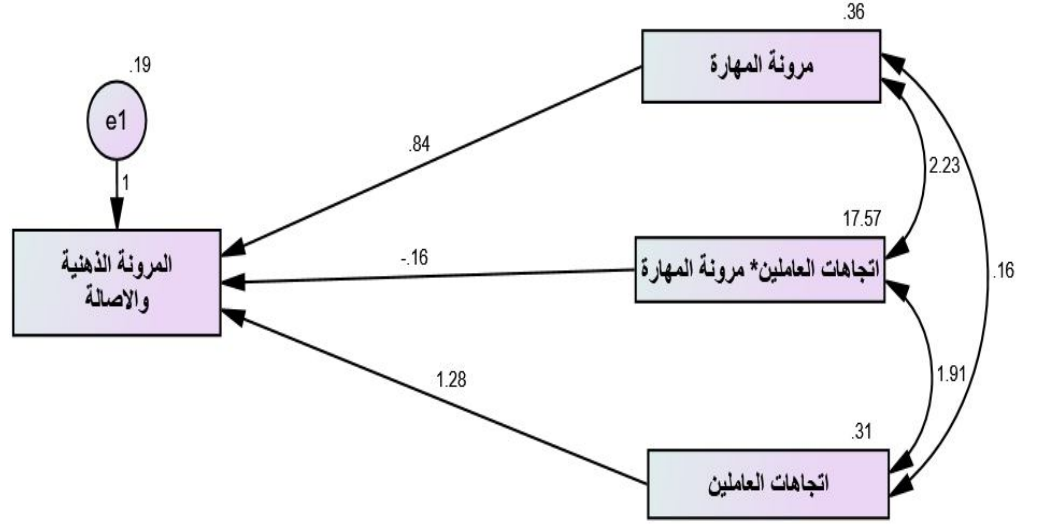 .36
مرونة المهارة
.19
e1
1
.84
2.23
17.57
اتجاهات العاملين* مرونة المهارة
المرونة الذهنية
والاصالة
-.16
.16
1.28
1.91
.31
اتجاهات العاملين